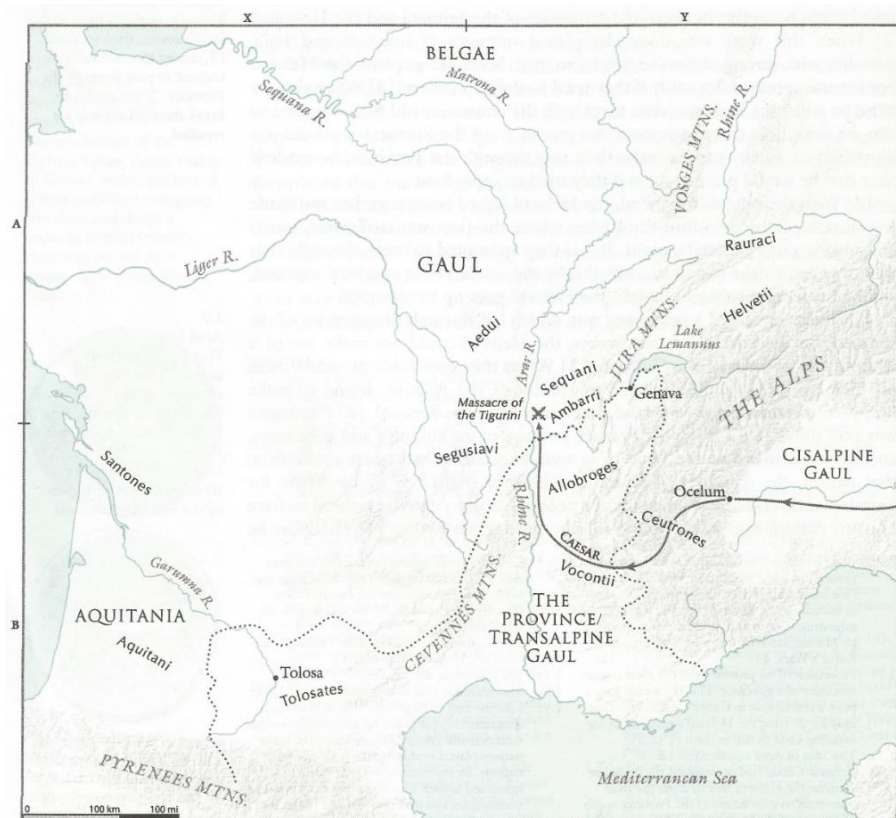 X
Y
BELGAE
Matrona R.
Sequana R.
VOSGES MTNS.
Rhine R.
A
Liger R.
GAUL
Rauraci
Aedui
Helvetii
Arar R.
JURA MTNS.
Lake
Lemannus
Sequani
Ambarri
Genava
THE ALPS
Massacre of
the Tigurini
Segusiavi
CISALPINE
GAUL
Santones
Allobroges
Ocelum
Rhône R.
Ceutrones
CAESAR
Vocontii
Garumna R.
CEVENNES MTNS.
THE
PROVINCE/
TRANSALPINE
GAUL
B
AQUITANIA
Aquitani
Tolosa
Tolosates
PYRENEES MTNS.
Mediterranean Sea
0
100 km
100 mi